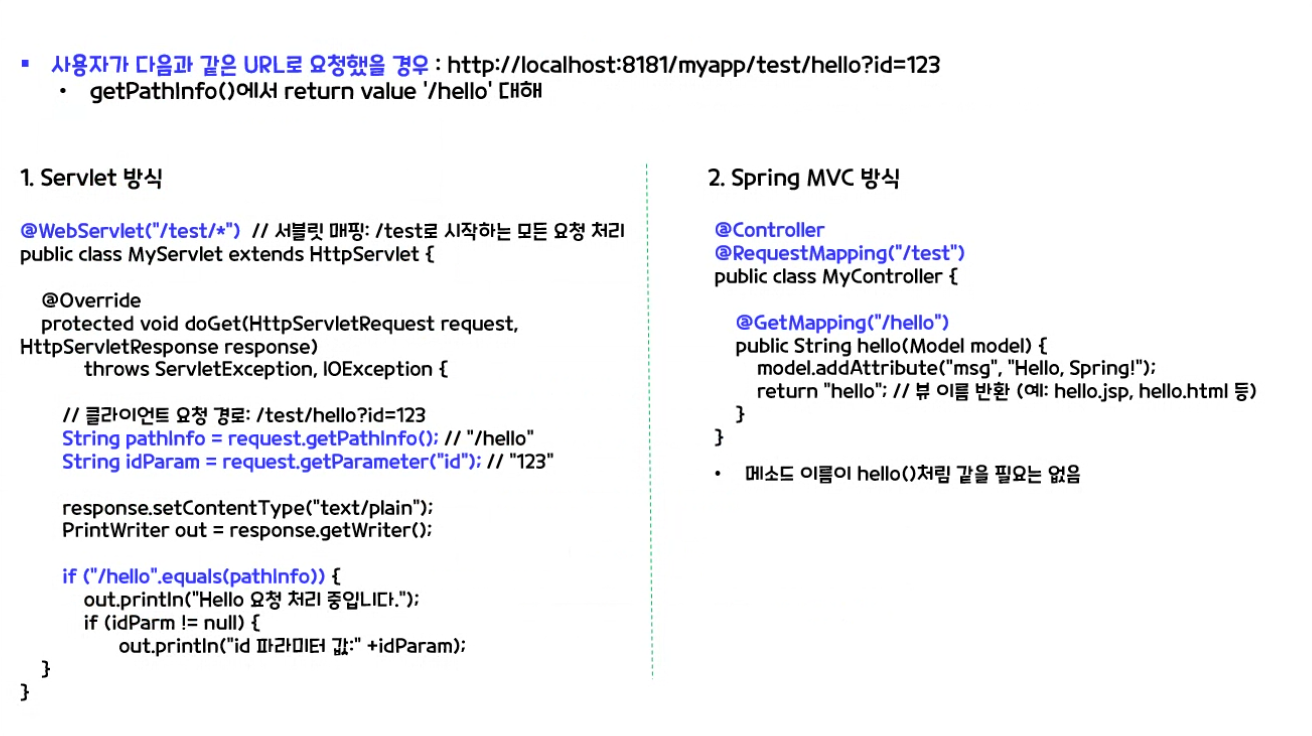 ▪ 사용자가 다음과 같은 URL로 요청했을 경우 : http://localhost:8181/myapp/test/hello?id=123
• getPathInfo()에서 return value '/hello' 대해
1. Servlet 방식
@WebServlet("/test/*") // 서블릿 매핑: /test로 시작하는 모든 요청 처리
public class MyServlet extends HttpServlet {
@Override
protected void doGet(HttpServletRequest request,
HttpServletResponse response)
throws ServletException, IOException {
// 클라이언트 요청 경로: /test/hello?id=123
String pathInfo = request.getPathInfo(); // "/hello"
String idParam = request.getParameter("id"); // "123"
response.setContentType("text/plain");
PrintWriter out = response.getWriter();
if ("/hello".equals(pathInfo)) {
out.println("Hello 요청 처리 중입니다.");
if (idParm != null) {
out.println("id 파라미터 값:" +idParam);
}
}
2. Spring MVC 방식
@Controller
@RequestMapping("/test")
public class MyController {
@GetMapping("/hello")
public String hello(Model model) {
model.addAttribute("msg", "Hello, Spring!");
return "hello"; // 뷰 이름 반환 (예: hello.jsp, hello.html 등)
}
}
• 메소드 이름이 hello()처림 같을 필요는 없음